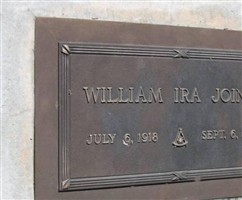 WILLIAM IRA JOIN
JULY 6, 1918 SEPT. 6,